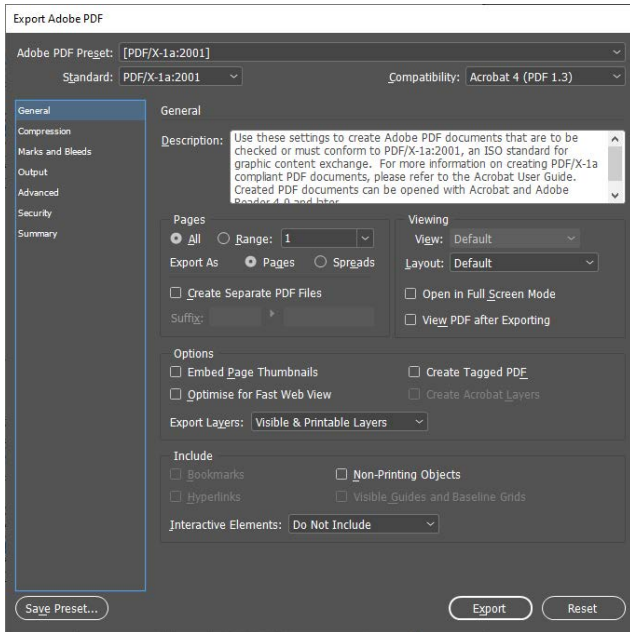 Export Adobe PDF
Adobe PDF Preset: [PDF/X-1a:2001]
Standard: PDF/X-1a:2001 Compatibility: Acrobat 4 (PDF 1.3)
General
Compression
Marks and Bleeds
Output
Advanced
Security
Summary
General
Description: Use these settings to create Adobe PDF documents that are to be
checked or must conform to PDF/X-1a:2001, an ISO standard for
graphic content exchange. For more information on creating PDF/X-1a
compliant PDF documents, please refer to the Acrobat User Guide.
Created PDF documents can be opened with Acrobat and Adobe
Reader 4.0 and later.
Pages
All Range: 1
Export As Pages Spreads
Create Separate PDF Files
Suffix:
Viewing
View: Default
Layout: Default
Open in Full Screen Mode
View PDF after Exporting
Options
Embed Page Thumbnails Create Tagged PDF
Optimise for Fast Web View Create Acrobat Layers
Export Layers: Visible & Printable Layers
Include
Bookmarks Non-Printing Objects
Hyperlinks Visible Guides and Baseline Grids
Interactive Elements: Do Not Include
Save Preset... Export Reset